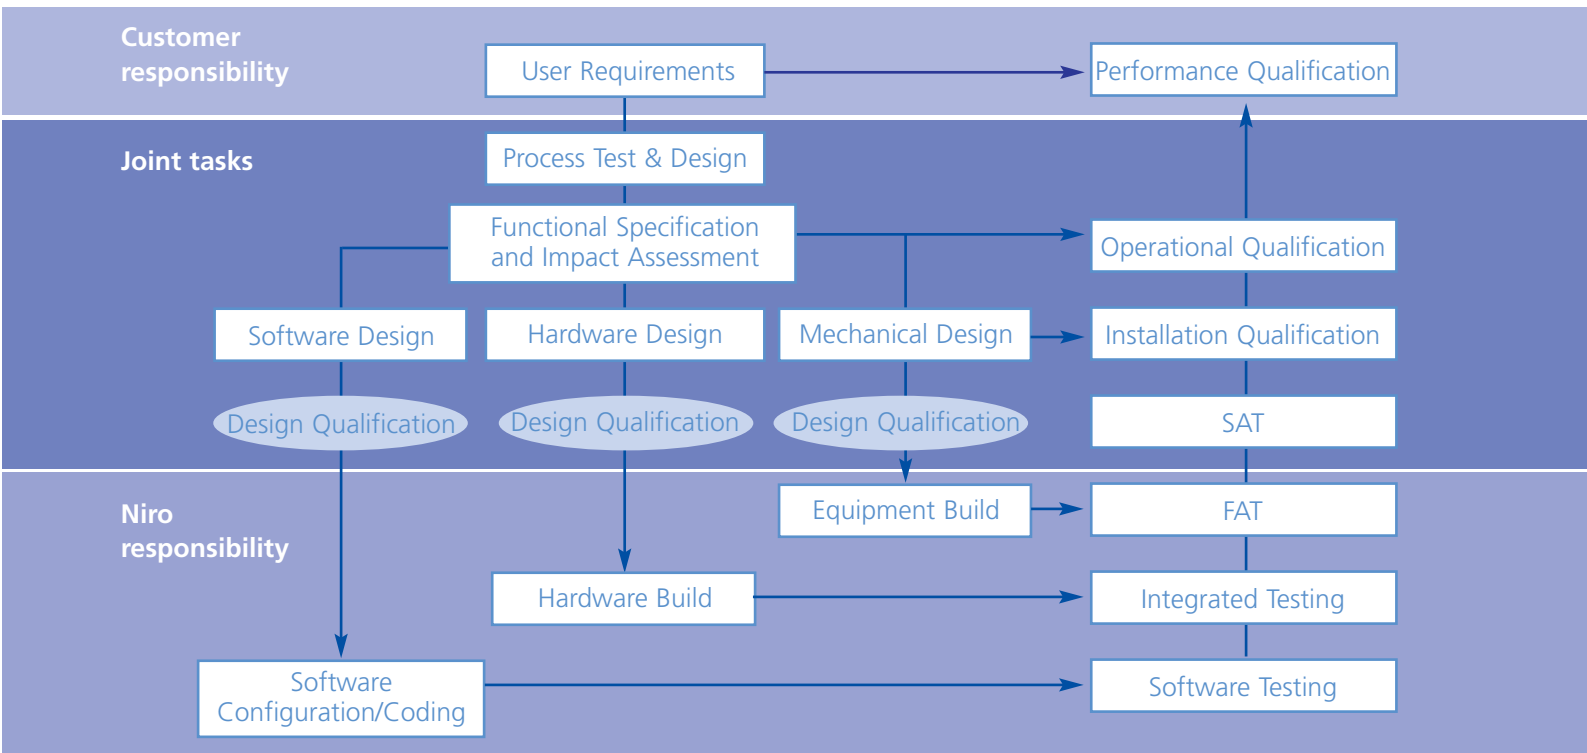 Customer
responsibility
User Requirements
Performance Qualification
Joint tasks
Process Test & Design
Functional Specification
and Impact Assessment
Operational Qualification
Software Design
Hardware Design
Mechanical Design
Installation Qualification
Design Qualification
Design Qualification
Design Qualification
SAT
Niro
responsibility
Equipment Build
FAT
Hardware Build
Integrated Testing
Software
Configuration/Coding
Software Testing